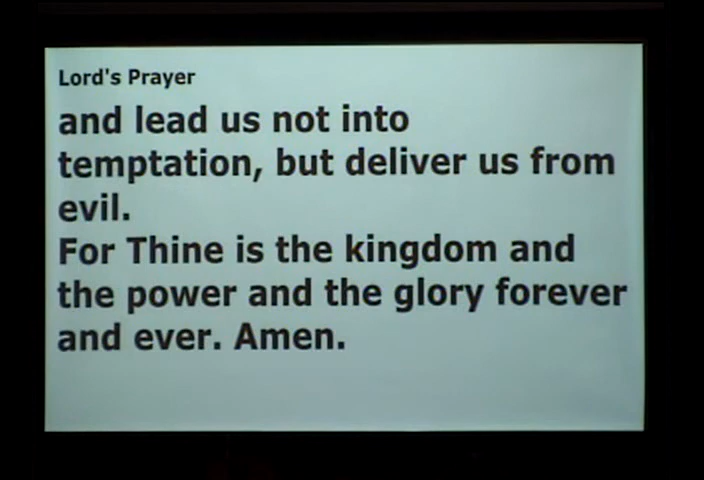 Lord's Prayer
and lead us not into
temptation, but deliver us from
evil.
For Thine is the kingdom and
the power and the glory forever
and ever. Amen.